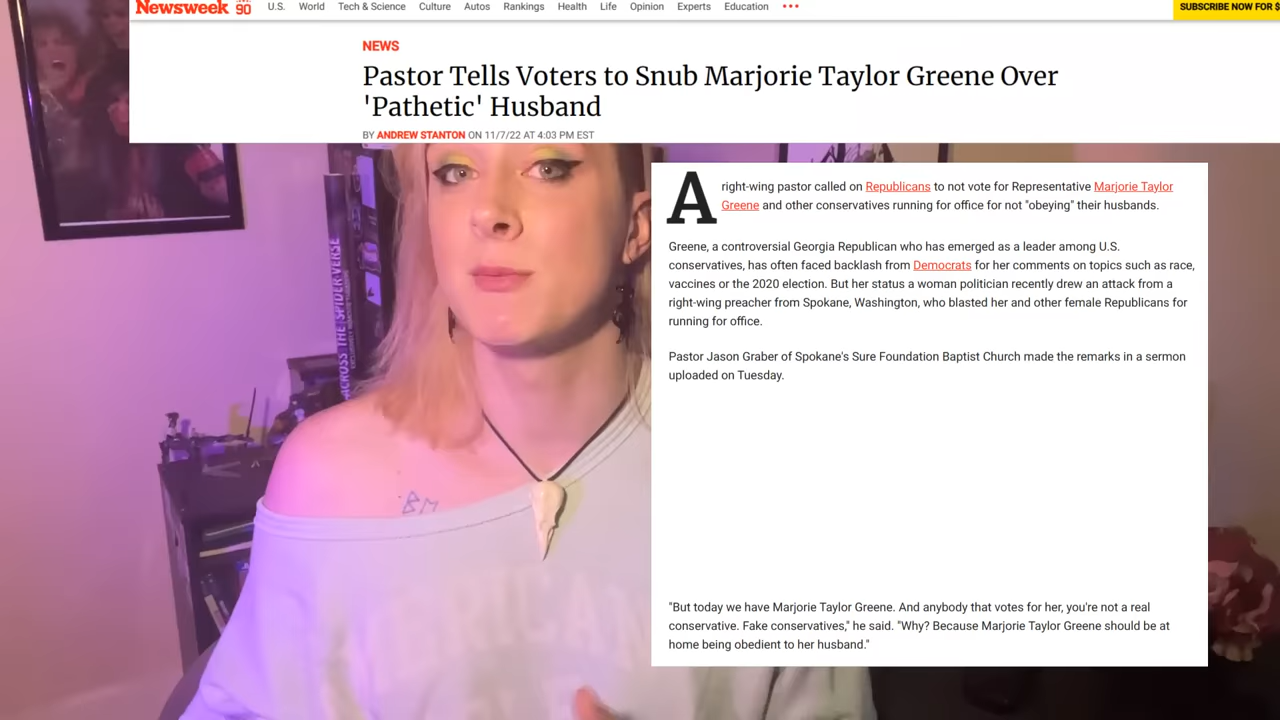 Newsweek 90
U.S. World Tech & Science Culture Autos Rankings Health Life Opinion Experts Education
SUBSCRIBE NOW FOR $
NEWS
Pastor Tells Voters to Snub Marjorie Taylor Greene Over
'Pathetic' Husband
BY ANDREW STANTON ON 11/7/22 AT 4:03 PM EST
A right-wing pastor called on Republicans to not vote for Representative Marjorie Taylor
Greene and other conservatives running for office for not "obeying" their husbands.
Greene, a controversial Georgia Republican who has emerged as a leader among U.S.
conservatives, has often faced backlash from Democrats for her comments on topics such as race,
vaccines or the 2020 election. But her status a woman politician recently drew an attack from a
right-wing preacher from Spokane, Washington, who blasted her and other female Republicans for
running for office.
Pastor Jason Graber of Spokane's Sure Foundation Baptist Church made the remarks in a sermon
uploaded on Tuesday.
"But today we have Marjorie Taylor Greene. And anybody that votes for her, you're not a real
conservative. Fake conservatives," he said. "Why? Because Marjorie Taylor Greene should be at
home being obedient to her husband."
ACROSS THE SPIDER-VERSE